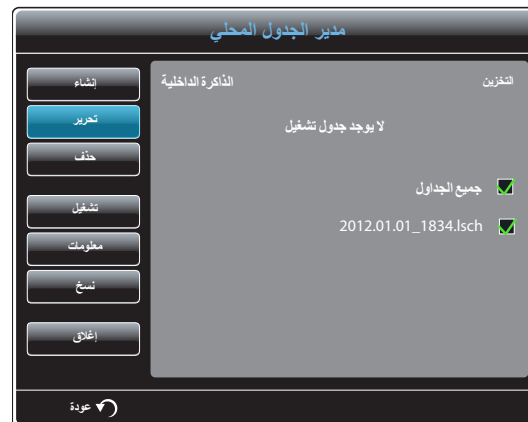 مدير الجدول المحلي
التخزين
الذاكرة الداخلية
لا يوجد جدول تشغيل
جميع الجداول
2012.01.01_1834.lsch
إنشاء
تحرير
حذف
تشغيل
معلومات
نسخ
إغلاق
عودة